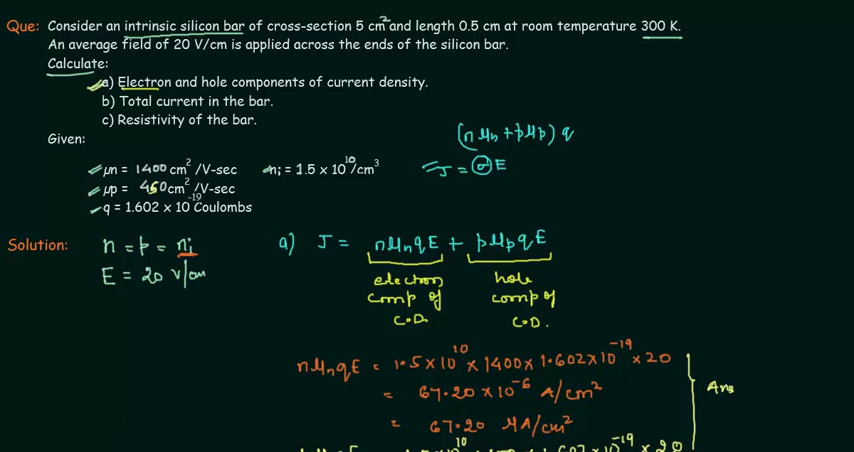 Que: Consider an intrinsic silicon bar of cross-section 5 cm² and length 0.5 cm at room temperature 300 K.
An average field of 20 V/cm is applied across the ends of the silicon bar.
Calculate:
a) Electron and hole components of current density.
b) Total current in the bar.
c) Resistivity of the bar.
(nμn + pμp) q
J = σE
Given:
μn = 1400 cm² /V-sec
ni = 1.5 x 10¹⁰/cm³
μp = 450 cm² /V-sec
q = 1.602 x 10⁻¹⁹ Coulombs
Solution:
n = p = ni
E = 20 V/cm
a) J = nμnqE + pμpqE
electron comp of C.D.
hole comp of C.D.
nμnqE = 1.5 × 10¹⁰ × 1400 × 1.602 × 10⁻¹⁹ × 20
= 67.20 × 10⁻⁶ A/cm²
= 67.20 μA/cm²
Ans
× 10⁻¹⁹ × 20